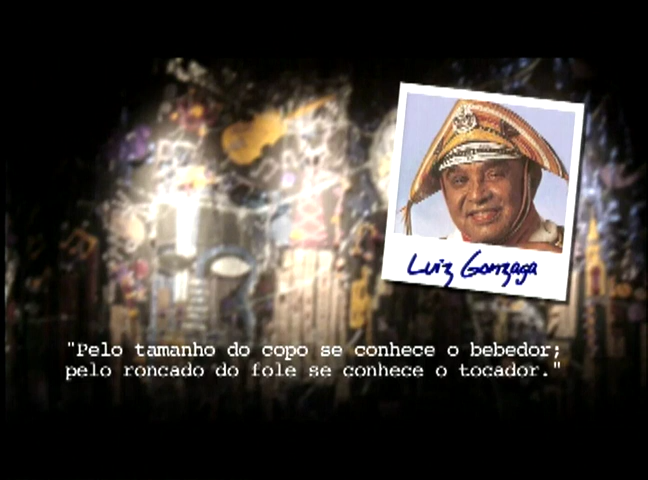 Luiz Gonzaga
"Pelo tamanho do copo se conhece o bebedor;
pelo roncado do fole se conhece o tocador."